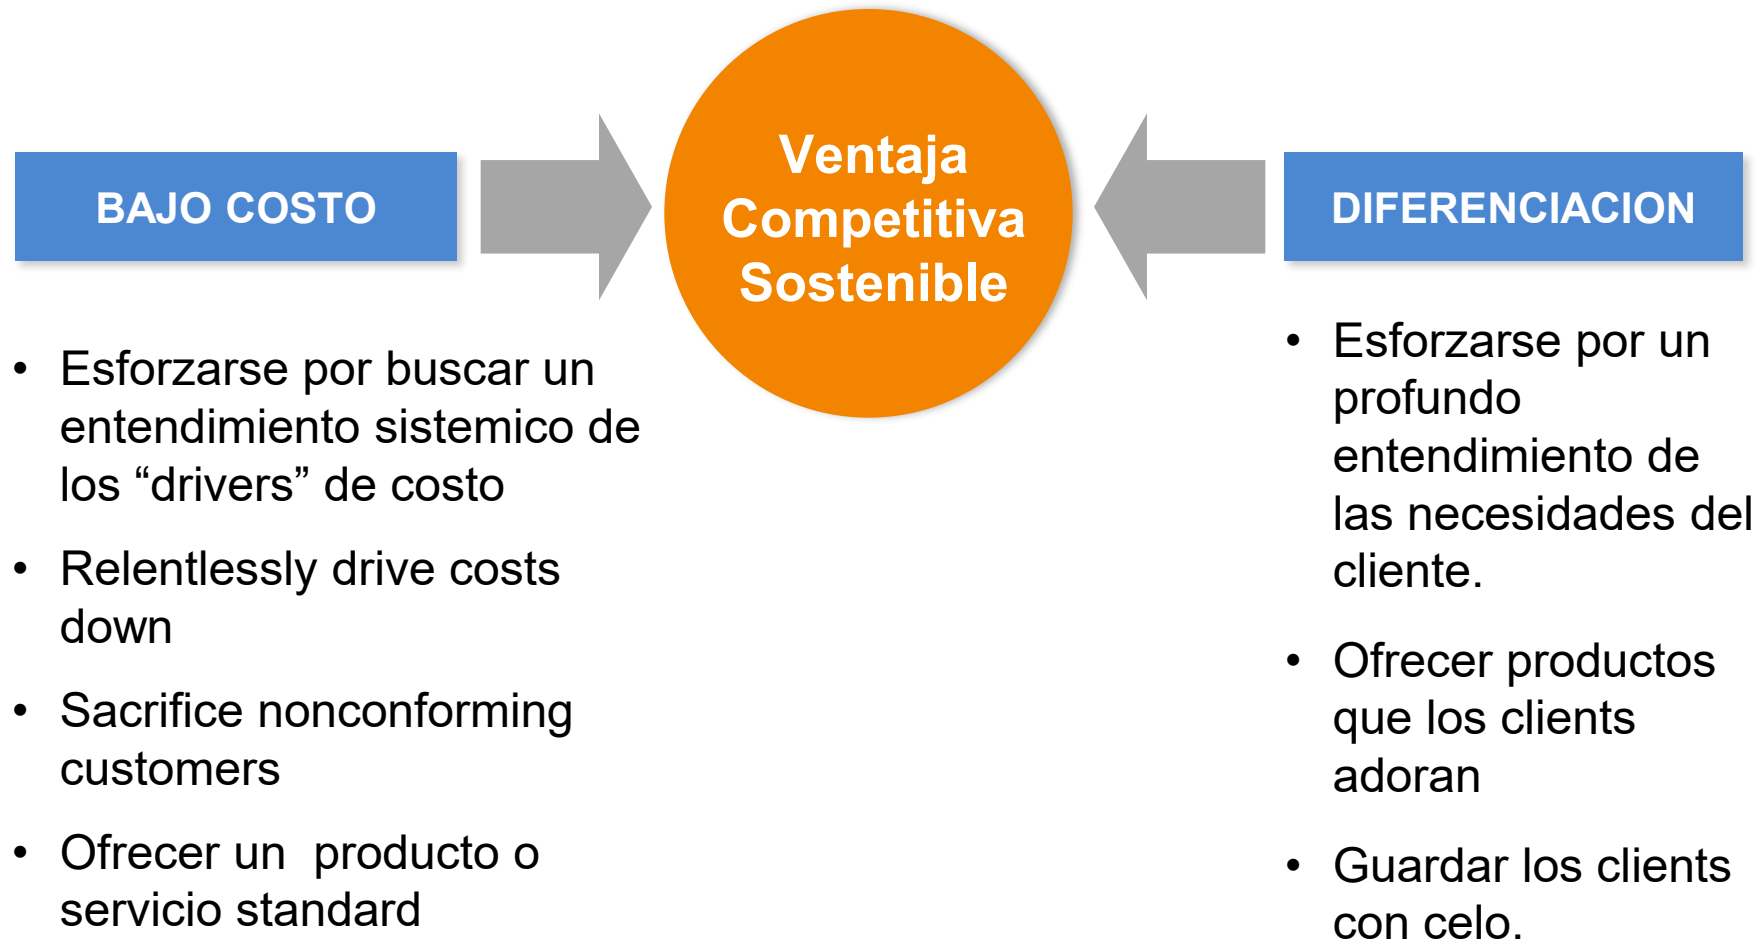 BAJO COSTO
Ventaja
Competitiva
Sostenible
DIFERENCIACION
• Esforzarse por buscar un
entendimiento sistemico de
los “drivers” de costo
• Relentlessly drive costs
down
• Sacrifice nonconforming
customers
• Ofrecer un  producto o
servicio standard
• Esforzarse por un
profundo
entendimiento de
las necesidades del
cliente.
• Ofrecer productos
que los clients
adoran
• Guardar los clients
con celo.